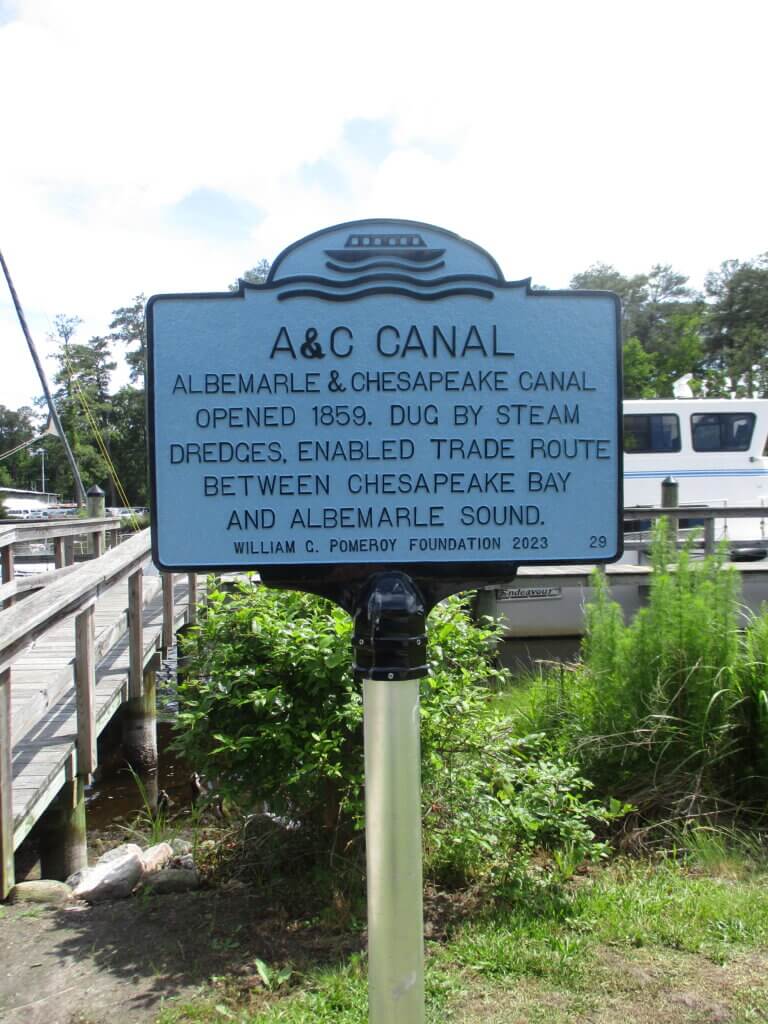 A&C CANAL
ALBEMARLE & CHESAPEAKE CANAL
OPENED 1859. DUG BY STEAM
DREDGES, ENABLED TRADE ROUTE
BETWEEN CHESAPEAKE BAY
AND ALBEMARLE SOUND.
WILLIAM G. POMEROY FOUNDATION 2023 29
Endeavour